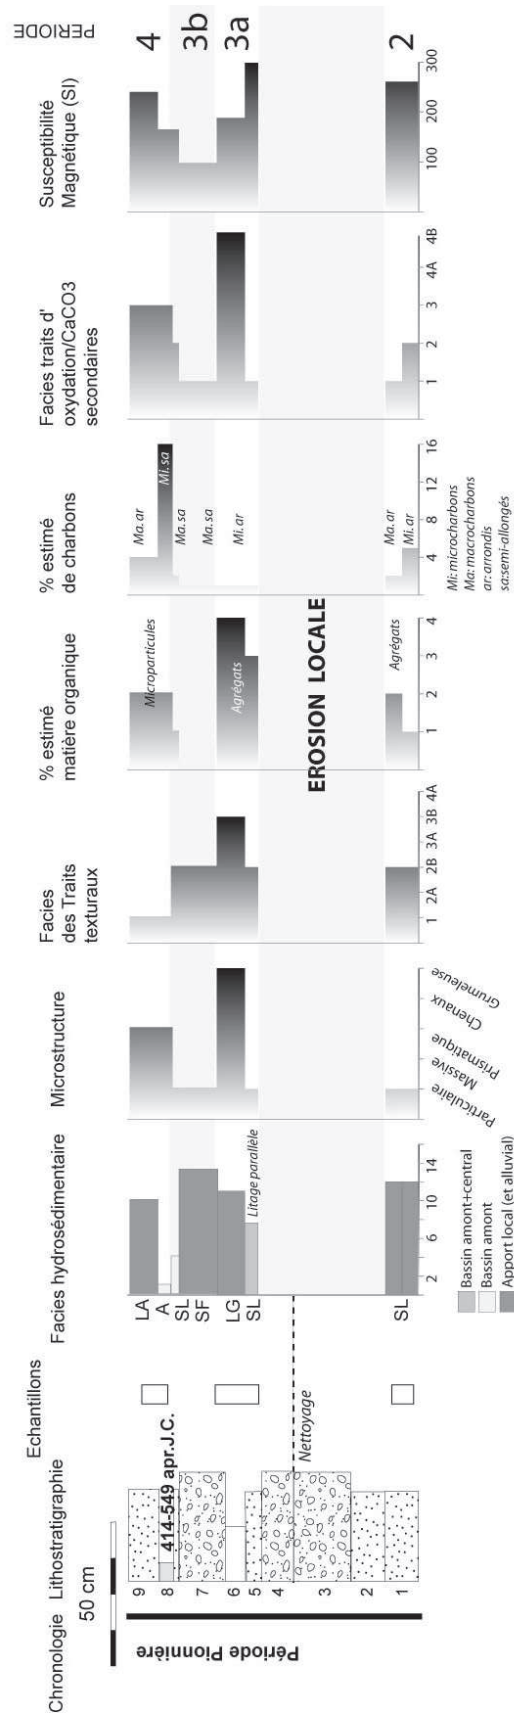 Chronologie
Lithostratigraphie
Echantillons
Facies hydrosédimentaire
Microstructure
Facies
des Traits
texturaux
% estimé
matière organique
% estimé
de charbons
Facies traits d'
oxydation/CaCO3
secondaires
Susceptibilité
Magnétique (SI)
PERIODE
50 cm
Période Pionnière
9
8
7
6
5
4
3
2
1
414-549 apr.J.C.
Nettoyage
LA
A
SL
SF
LG
SL
SL
Litage parallèle
2
6
10
14
Bassin amont+central
Bassin amont
Apport local (et alluvial)
Particulaire
Massive
Prismatique
Chenaux
Grumeleuse
1
2A
2B
3A
3B
4A
Microparticules
Agrégats
Agrégats
1
2
3
4
EROSION LOCALE
Ma. ar
Mi. sa
Ma. sa
Ma. sa
Mi. ar
Ma. ar
Mi. ar
4
8
12
16
Mi: microcharbons
Ma: macrocharbons
ar: arrondis
sa:semi-allongés
1
2
3
4A
4B
100
200
300
4
3b
3a
2